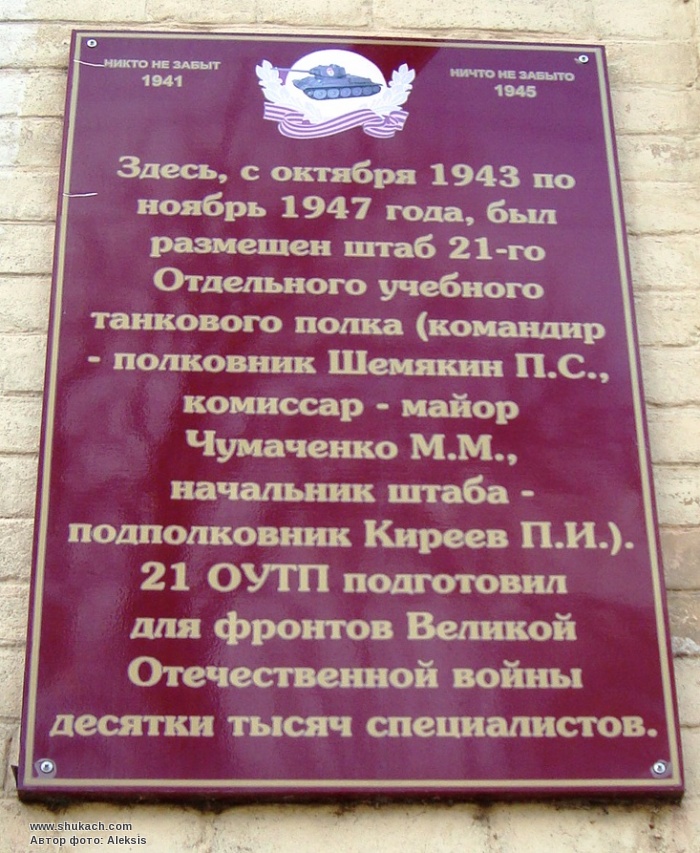 НИКТО НЕ ЗАБЫТ
1941
НИЧТО НЕ ЗАБЫТО
1945
Здесь, с октября 1943 по
ноябрь 1947 года, был
размещен штаб 21-го
Отдельного учебного
танкового полка (командир
- полковник Шемякин П.С.,
комиссар - майор
Чумаченко М.М.,
начальник штаба -
подполковник Киреев П.И.).
21 ОУТП подготовил
для фронтов Великой
Отечественной войны
десятки тысяч специалистов.
www.shukach.com
Автор фото: Aleksis